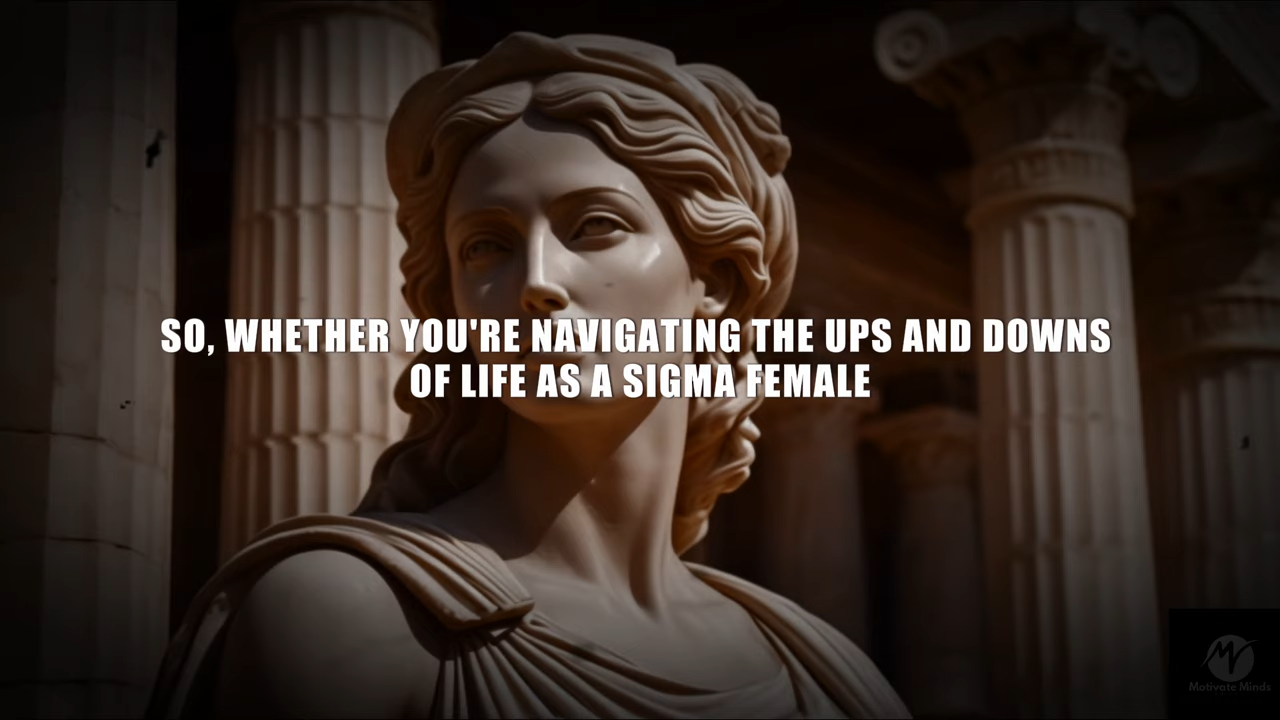 SO, WHETHER YOU'RE NAVIGATING THE UPS AND DOWNS
OF LIFE AS A SIGMA FEMALE
Motivate Minds